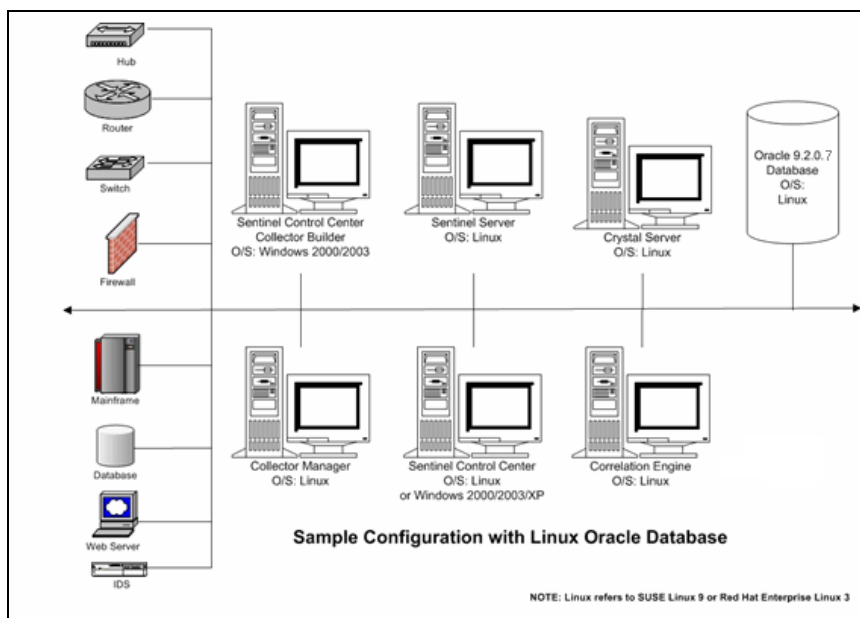 Hub
Router
Switch
Firewall
Sentinel Control Center
Collector Builder
O/S: Windows 2000/2003
Sentinel Server
O/S: Linux
Crystal Server
O/S: Linux
Oracle 9.2.0.7
Database
O/S:
Linux
Mainframe
Database
Web Server
IDS
Collector Manager
O/S: Linux
Sentinel Control Center
O/S: Linux
or Windows 2000/2003/XP
Correlation Engine
O/S: Linux
Sample Configuration with Linux Oracle Database
NOTE: Linux refers to SUSE Linux 9 or Red Hat Enterprise Linux 3